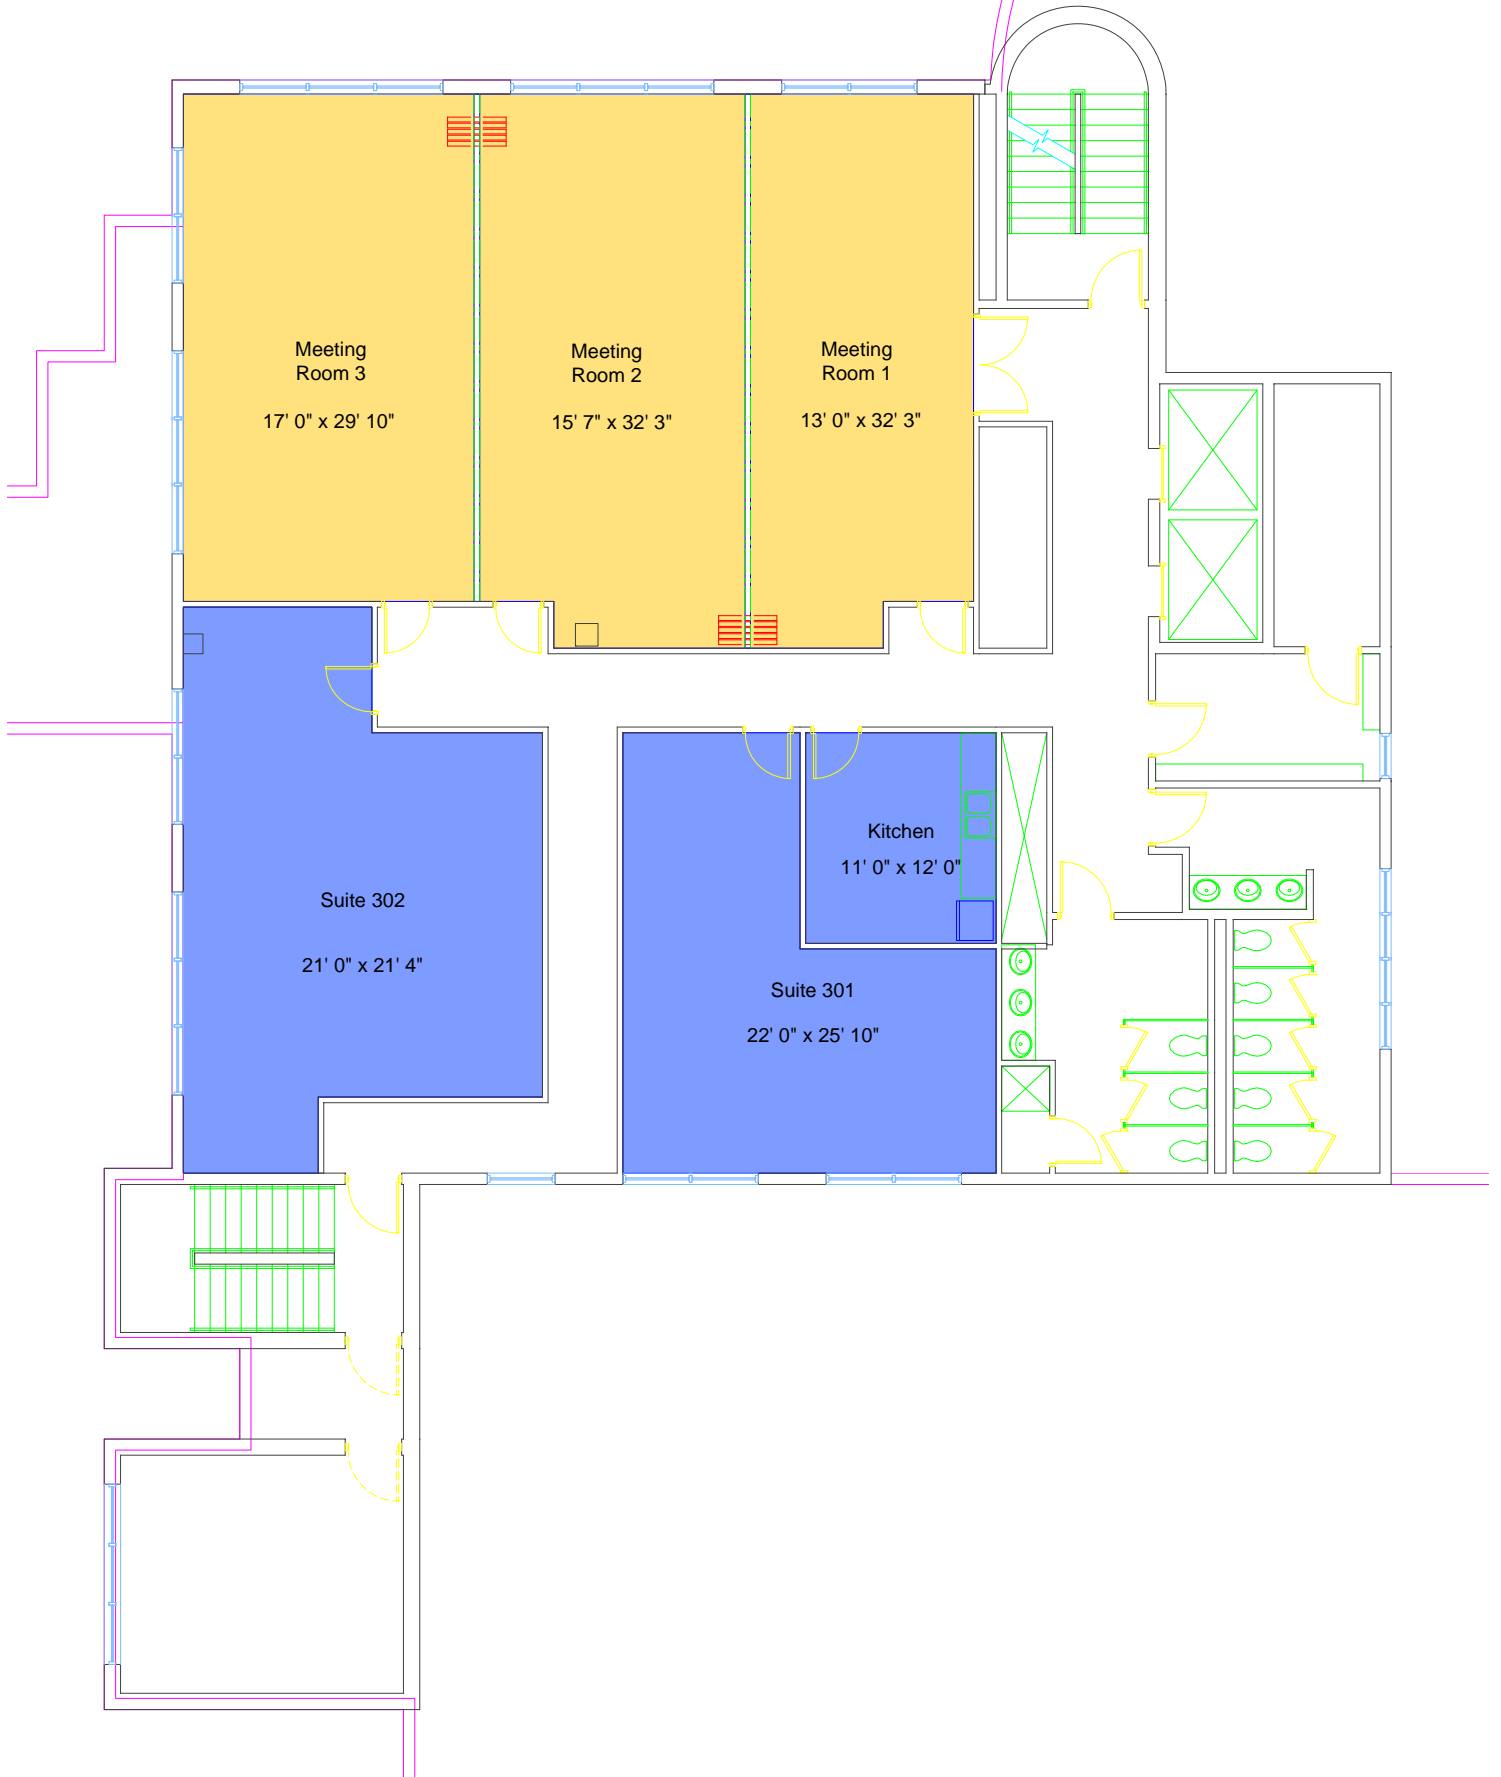 Meeting
Room 3
17' 0" x 29' 10"
Meeting
Room 2
15' 7" x 32' 3"
Meeting
Room 1
13' 0" x 32' 3"
Kitchen
11' 0" x 12' 0"
Suite 302
21' 0" x 21' 4"
Suite 301
22' 0" x 25' 10"